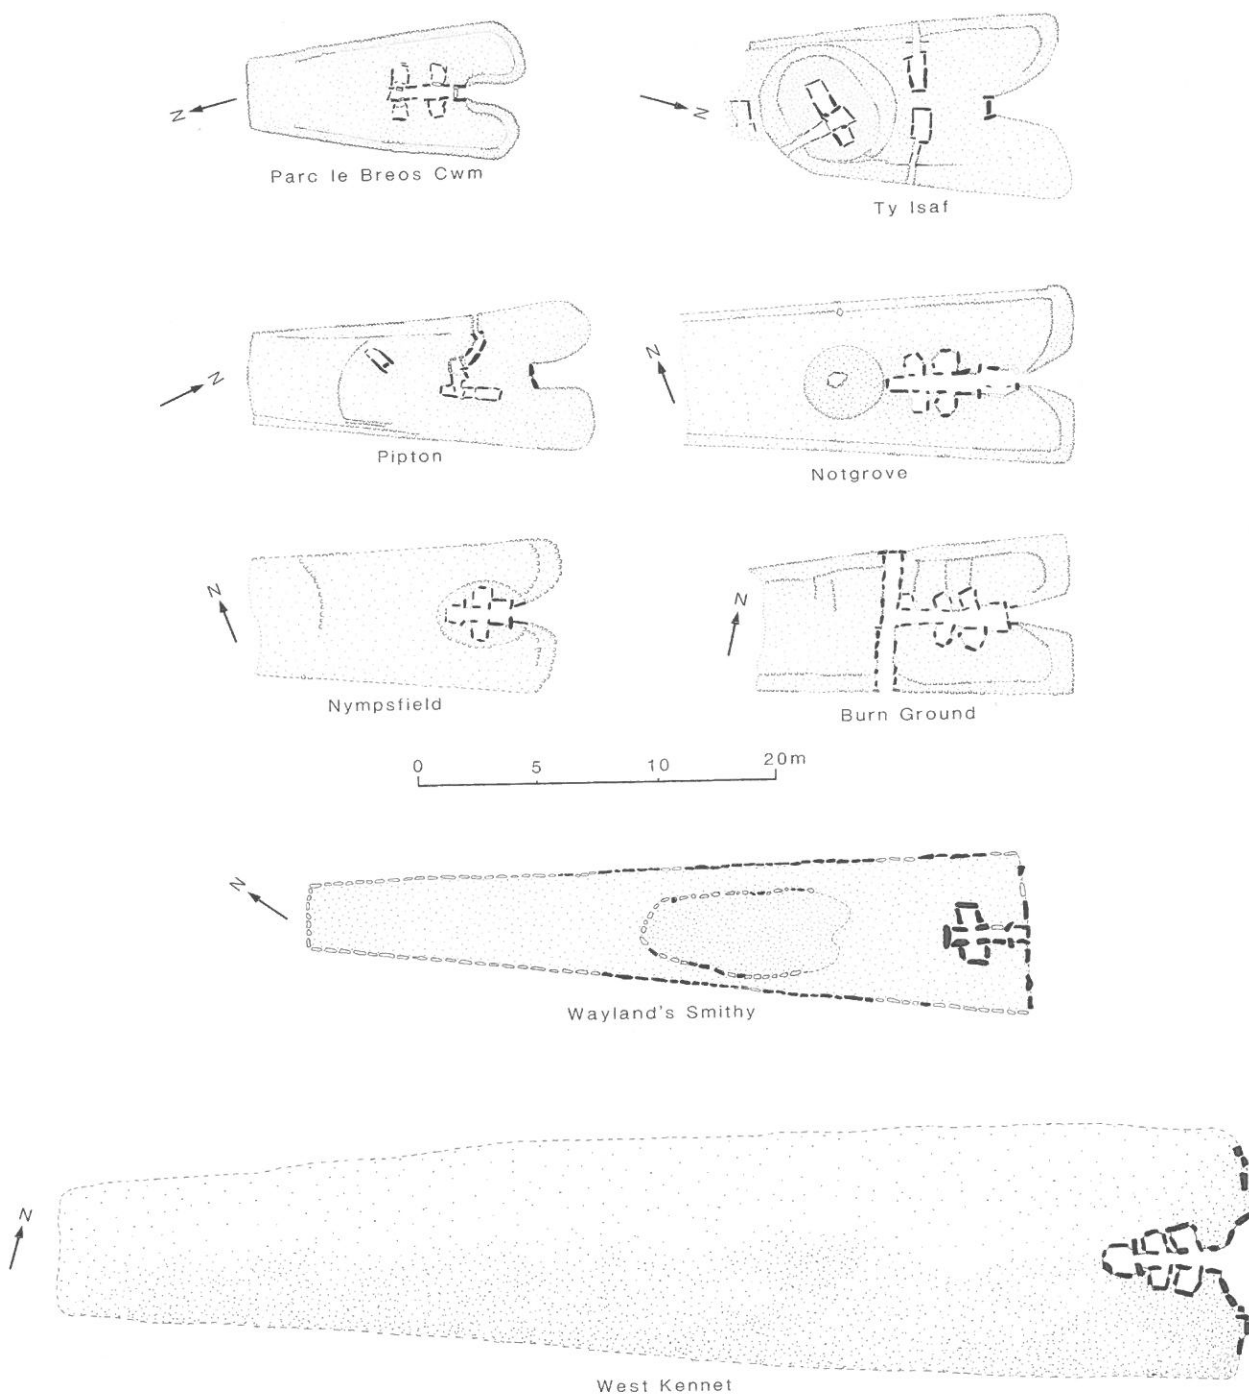 N
Parc le Breos Cwm
N
Ty Isaf
N
Pipton
N
Notgrove
N
Nympsfield
N
Burn Ground
0 5 10 20m
N
Wayland's Smithy
N
West Kennet